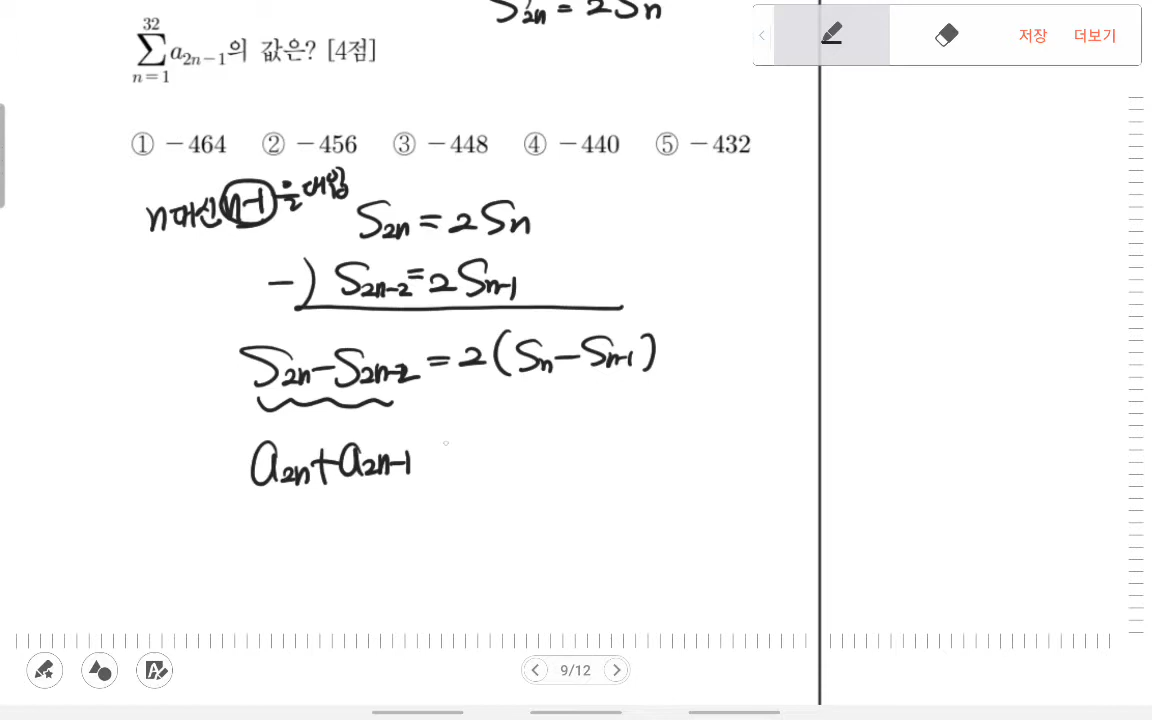 S₂ₙ = 2Sₙ
저장 더보기
32
∑ a₂ₙ₋₁의 값은? [4점]
n=1
① −464 ② −456 ③ −448 ④ −440 ⑤ −432
n 대신 n-1 을 대입
S₂ₙ = 2Sₙ
−) S₂ₙ₋₂ = 2Sₙ₋₁
S₂ₙ − S₂ₙ₋₂ = 2(Sₙ − Sₙ₋₁)
a₂ₙ + a₂ₙ₋₁
9/12